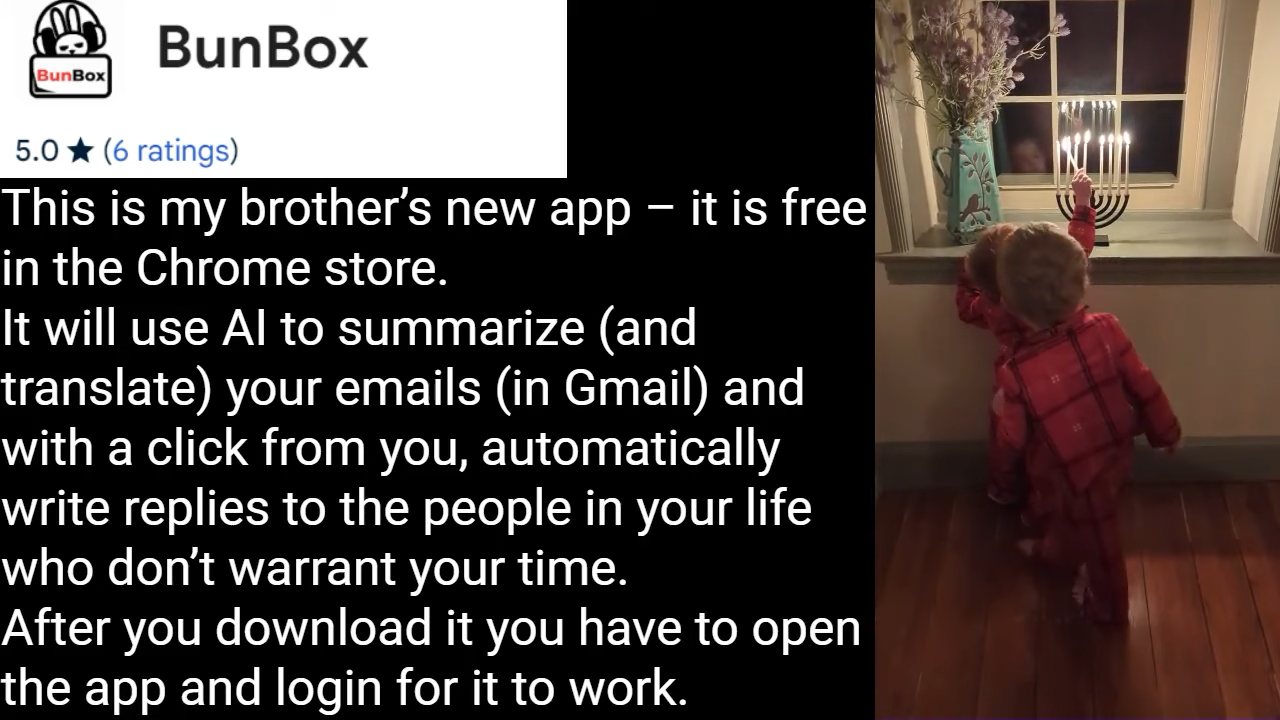 BunBox
BunBox
5.0 ★ (6 ratings)
This is my brother’s new app – it is free
in the Chrome store.
It will use AI to summarize (and
translate) your emails (in Gmail) and
with a click from you, automatically
write replies to the people in your life
who don’t warrant your time.
After you download it you have to open
the app and login for it to work.